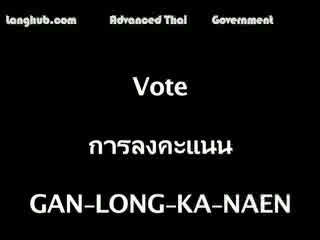 Langhub.com Advanced Thai Government
Vote
การลงคะแนน
GAN-LONG-KA-NAEN